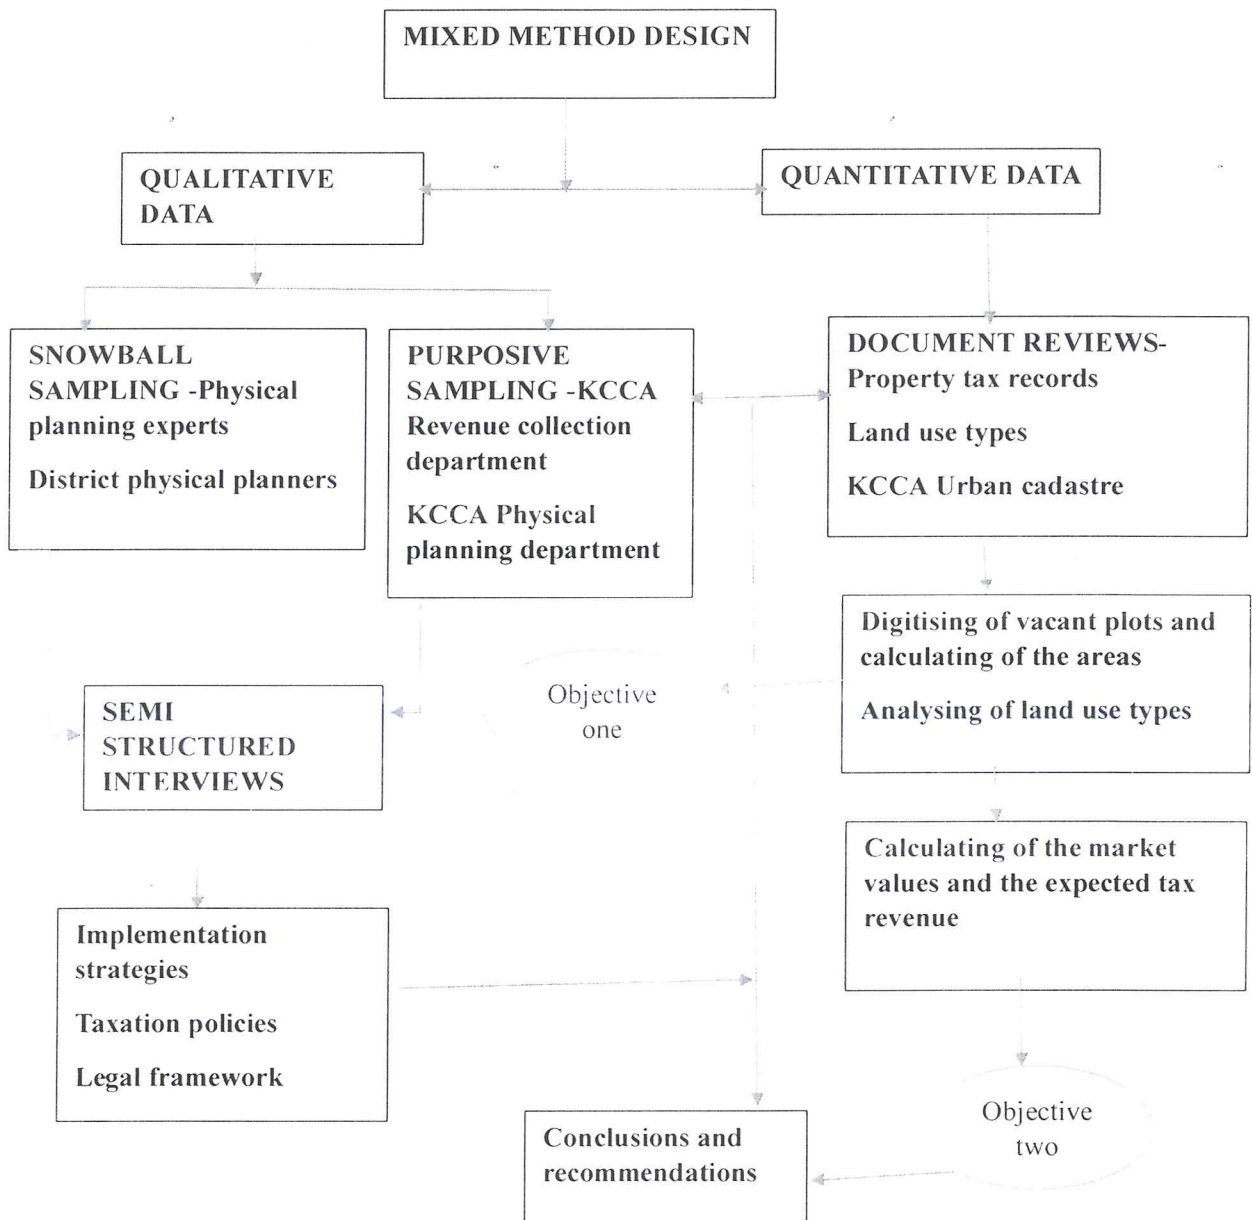 MIXED METHOD DESIGN
QUALITATIVE
DATA
QUANTITATIVE DATA
SNOWBALL
SAMPLING -Physical
planning experts
District physical planners
PURPOSIVE
SAMPLING -KCCA
Revenue collection
department
KCCA Physical
planning department
DOCUMENT REVIEWS-
Property tax records
Land use types
KCCA Urban cadastre
Digitising of vacant plots and
calculating of the areas
Analysing of land use types
Objective
one
SEMI
STRUCTURED
INTERVIEWS
Calculating of the market
values and the expected tax
revenue
Implementation
strategies
Taxation policies
Legal framework
Objective
two
Conclusions and
recommendations